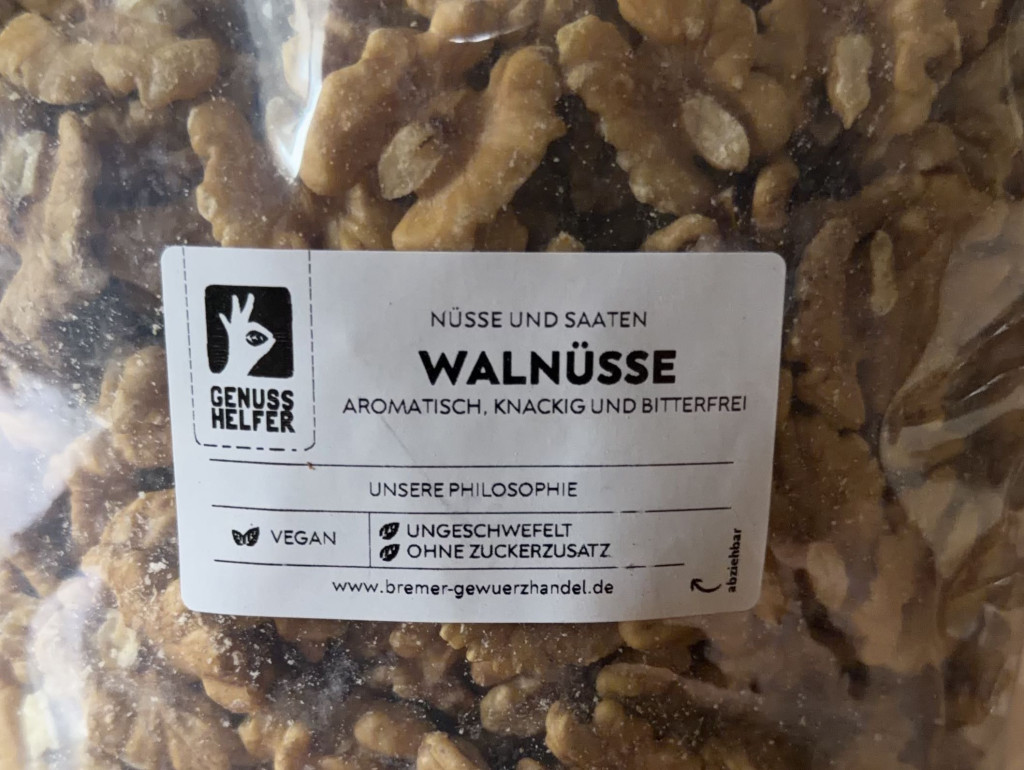 GENUSS
HELFER
NÜSSE UND SAATEN
WALNÜSSE
AROMATISCH, KNACKIG UND BITTERFREI
UNSERE PHILOSOPHIE
VEGAN
UNGESCHWEFELT
OHNE ZUCKERZUSATZ
www.bremer-gewuerzhandel.de
abziehbar